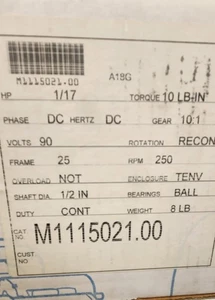 M1115021.00 A18G
HP 1/17 TORQUE 10 LB-IN
PHASE DC HERTZ DC GEAR 10.1
VOLTS 90 ROTATION RECON
FRAME 25 RPM 250
OVERLOAD NOT ENCLOSURE TENV
SHAFT DIA. 1/2 IN BEARINGS BALL
DUTY CONT WEIGHT 8 LB
CAT NO. M1115021.00
CUST NO